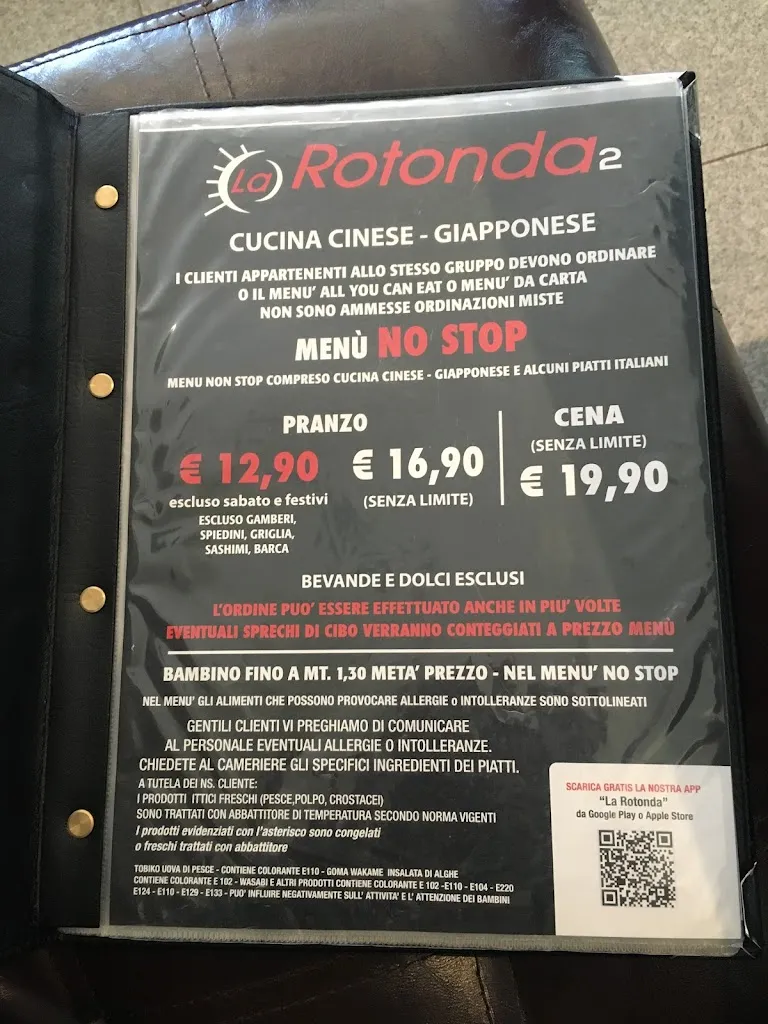 La Rotonda 2
CUCINA CINESE - GIAPPONESE
I CLIENTI APPARTENENTI ALLO STESSO GRUPPO DEVONO ORDINARE
O IL MENU' ALL YOU CAN EAT O MENU' DA CARTA
NON SONO AMMESSE ORDINAZIONI MISTE
MENÙ NO STOP
MENU NON STOP COMPRESO CUCINA CINESE - GIAPPONESE E ALCUNI PIATTI ITALIANI
PRANZO
€ 12,90
escluso sabato e festivi
ESCLUSO GAMBERI,
SPIEDINI, GRIGLIA,
SASHIMI, BARCA
€ 16,90
(SENZA LIMITE)
CENA
(SENZA LIMITE)
€ 19,90
BEVANDE E DOLCI ESCLUSI
L'ORDINE PUO' ESSERE EFFETTUATO ANCHE IN PIU' VOLTE
EVENTUALI SPRECHI DI CIBO VERRANNO CONTEGGIATI A PREZZO MENÙ
BAMBINO FINO A MT. 1,30 META' PREZZO - NEL MENU' NO STOP
NEL MENU' GLI ALIMENTI CHE POSSONO PROVOCARE ALLERGIE o INTOLLERANZE SONO SOTTOLINEATI
GENTILI CLIENTI VI PREGHIAMO DI COMUNICARE
AL PERSONALE EVENTUALI ALLERGIE O INTOLLERANZE.
CHIEDETE AL CAMERIERE GLI SPECIFICI INGREDIENTI DEI PIATTI.
A TUTELA DEI NS. CLIENTE:
I PRODOTTI ITTICI FRESCHI (PESCE,POLPO, CROSTACEI)
SONO TRATTATI CON ABBATTITORE DI TEMPERATURA SECONDO NORMA VIGENTI
I prodotti evidenziati con l'asterisco sono congelati
o freschi trattati con abbattitore
TOBIKO UOVA DI PESCE - CONTIENE COLORANTE E110 - GOMA WAKAME INSALATA DI ALGHE
CONTIENE COLORANTE E 102 - WASABI E ALTRI PRODOTTI CONTIENE COLORANTE E 102 -E110 - E104 - E220
E124 - E110 - E129 - E133 - PUO' INFLUIRE NEGATIVAMENTE SULL' ATTIVITA' E L' ATTENZIONE DEI BAMBINI
SCARICA GRATIS LA NOSTRA APP
"La Rotonda"
da Google Play o Apple Store